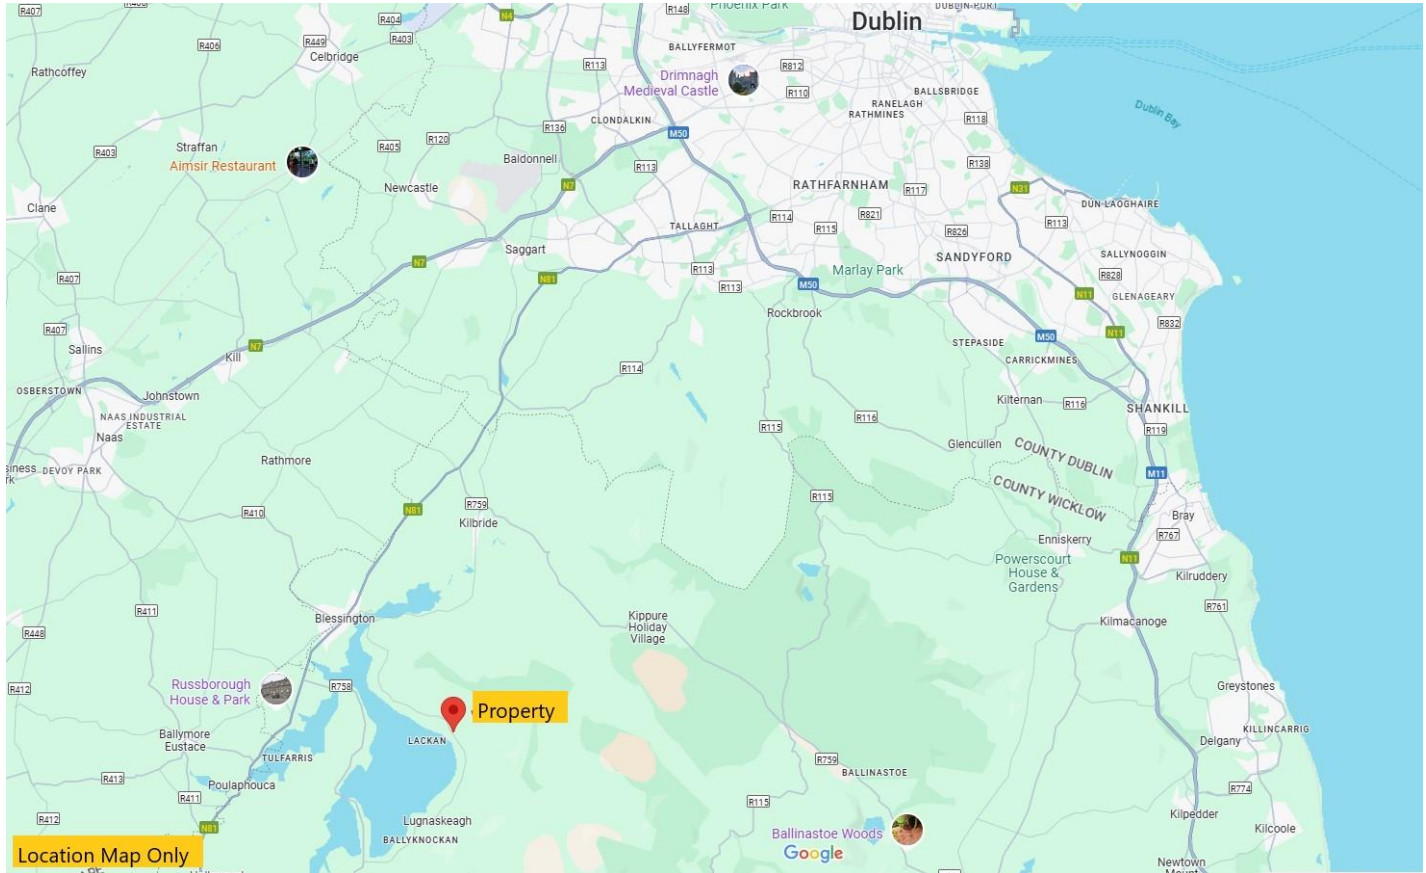 R407
R404
N4
R148
Phoenix Park
DUBLIN PORT
Dublin
R406
R449
R403
Celbridge
BALLYFERMOT
Rathcoffey
R113
R812
Drimnagh
Medieval Castle
R110
BALLSBRIDGE
RANELAGH
RATHMINES
Dublin Bay
R136
CLONDALKIN
R118
M50
R120
R405
Straffan
R403
Aimsir Restaurant
Baldonnell
R113
R138
Newcastle
N7
RATHFARNHAM
R117
N31
Clane
DÚN LAOGHAIRE
R114
R821
TALLAGHT
R115
R826
R113
Saggart
SANDYFORD
SALLYNOGGIN
N7
R407
N81
R113
R113
Marlay Park
M50
R828
N11
GLENAGEARY
Rockbrook
R407
R832
N11
Sallins
N7
Kill
M50
STEPASIDE
CARRICKMINES
R114
OSBERSTOWN
Johnstown
Kilternan
R116
SHANKILL
NAAS INDUSTRIAL
ESTATE
R116
R115
R119
Naas
Glencullen
COUNTY DUBLIN
Rathmore
siness
rk
DEVOY PARK
M11
COUNTY WICKLOW
R759
R115
N81
R410
Kilbride
Bray
R767
Enniskerry
Powerscourt
House &
Gardens
N11
Kilruddery
R411
R761
Blessington
Kippure
Holiday
Village
Kilmacanoge
R448
R412
Russborough
House & Park
R758
Greystones
Property
Ballymore
Eustace
LACKAN
KILLINCARRIG
Delgany
TULFARRIS
R759
BALLINASTOE
R413
Poulaphouca
R774
R411
R115
R412
Lugnaskeagh
Kilpedder
N81
Kilcoole
BALLYKNOCKAN
Ballinastoe Woods
Google
Location Map Only
Newtown